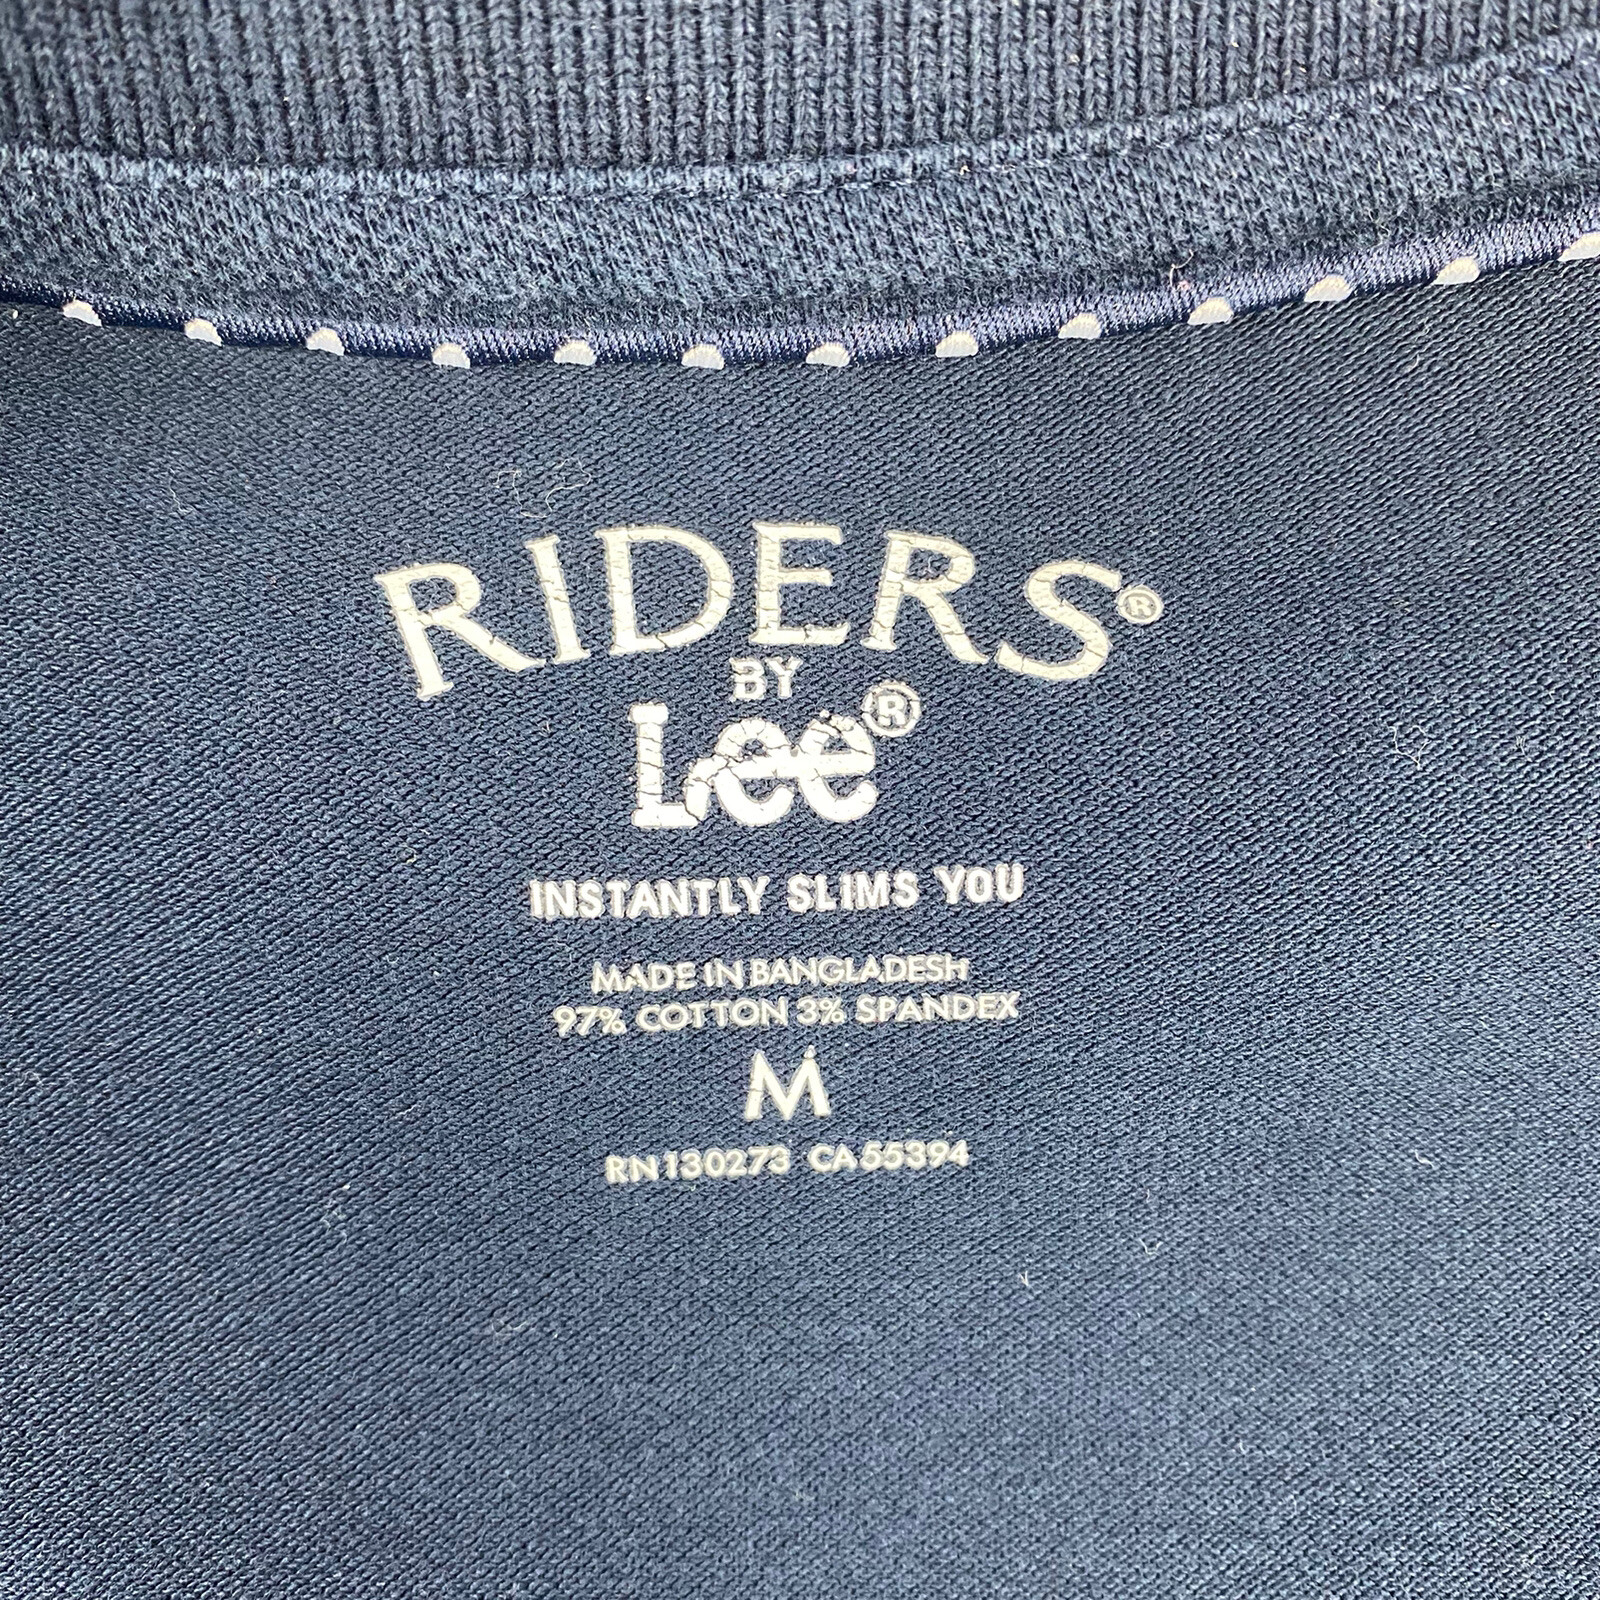 RIDERS®
BY
Lee®
INSTANTLY SLIMS YOU
MADE IN BANGLADESH
97% COTTON 3% SPANDEX
M
RN130273 CA55394